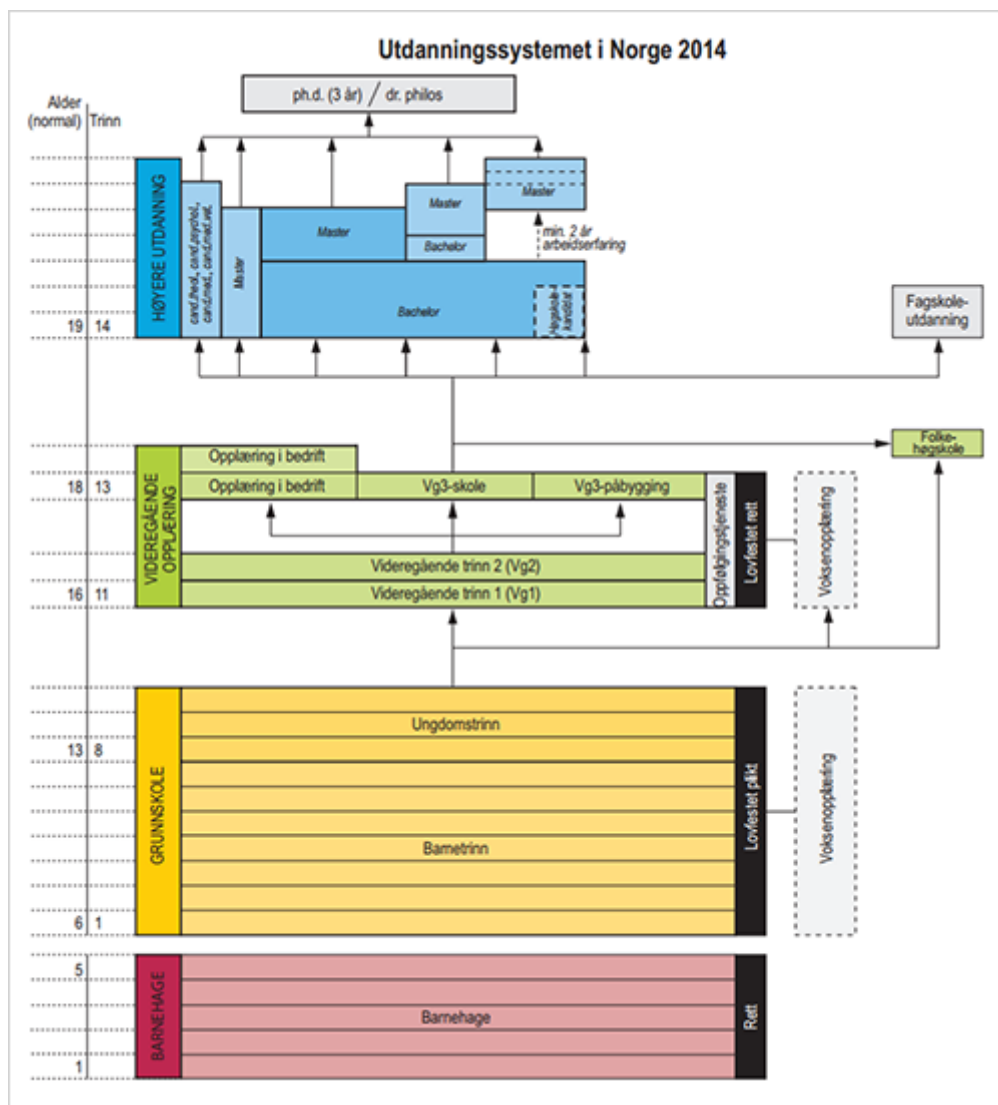 Utdanningssystemet i Norge 2014
Alder
(normal) Trinn
ph.d. (3 år) / dr. philos
HØYERE UTDANNING
cand.theol., cand.psychol.,
cand.med., cand.med.vet.
Master
Master
Master
Bachelor
Master
min. 2 år
arbeidserfaring
Bachelor
Høgskole-
kandidat
19 14
Fagskole-
utdanning
VIDEREGÅENDE
OPPLÆRING
Opplæring i bedrift
Folke-
høgskole
18 13
Opplæring i bedrift
Vg3-skole
Vg3-påbygging
Videregående trinn 2 (Vg2)
16 11
Videregående trinn 1 (Vg1)
Oppfølgingstjeneste
Lovfestet rett
Voksenopplæring
GRUNNSKOLE
Ungdomstrinn
13 8
Barnetrinn
6 1
Lovfestet plikt
Voksenopplæring
BARNEHAGE
5
Barnehage
1
Rett